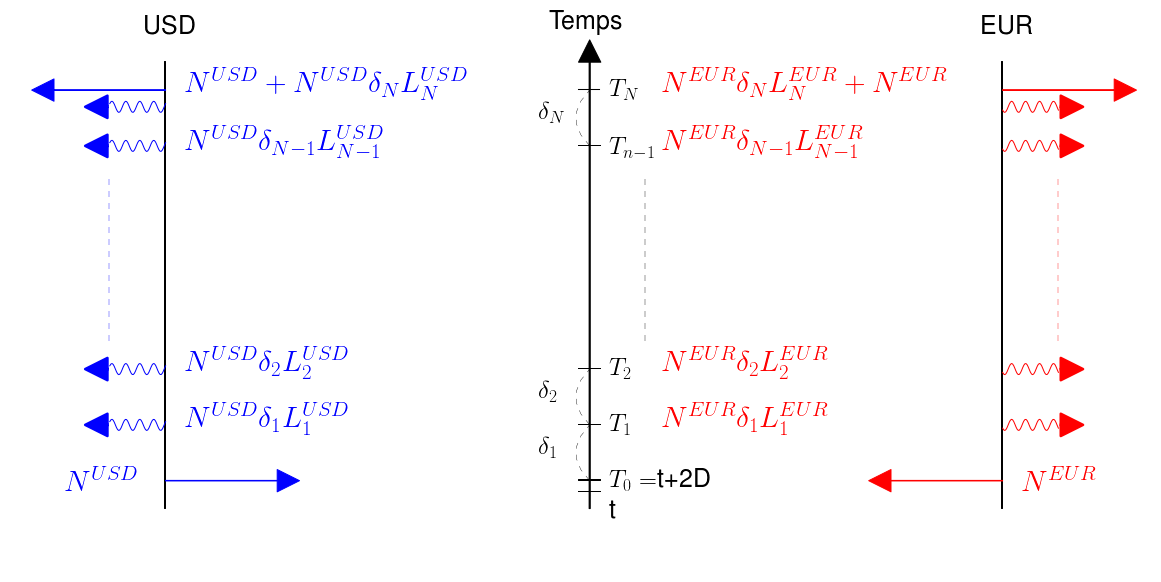 USD Temps EUR
$N^{USD} + N^{USD}\delta_N L_N^{USD}$ $T_N$ $N^{EUR}\delta_N L_N^{EUR} + N^{EUR}$
$\delta_N$
$N^{USD}\delta_{N-1} L_{N-1}^{USD}$ $T_{n-1}$ $N^{EUR}\delta_{N-1} L_{N-1}^{EUR}$
$N^{USD}\delta_2 L_2^{USD}$ $T_2$ $N^{EUR}\delta_2 L_2^{EUR}$
$\delta_2$
$N^{USD}\delta_1 L_1^{USD}$ $T_1$ $N^{EUR}\delta_1 L_1^{EUR}$
$\delta_1$
$N^{USD}$ $T_0$ =t+2D $N^{EUR}$
t